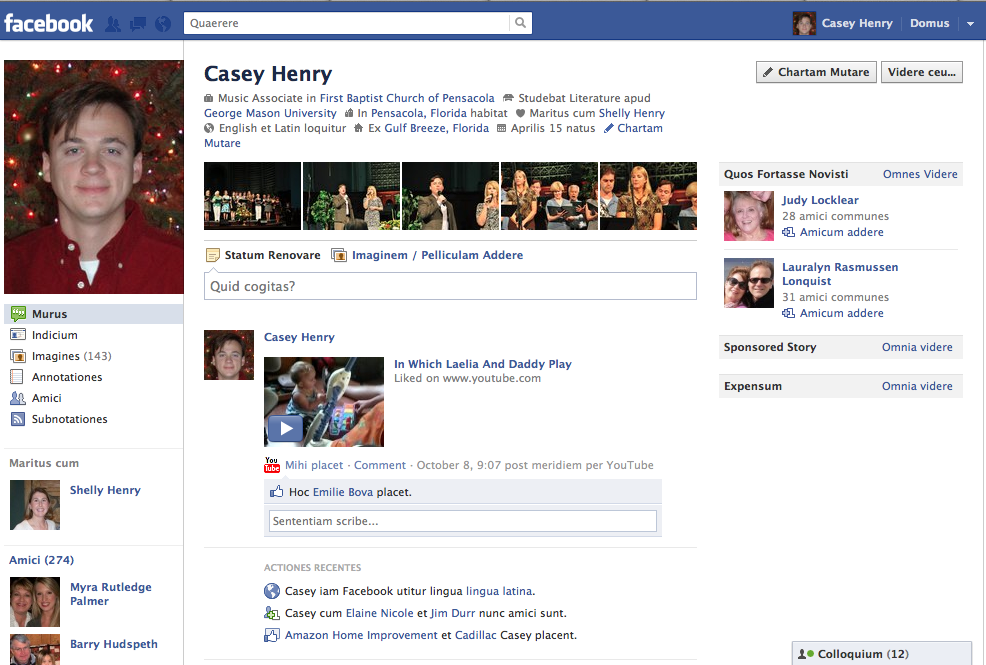 facebook
Quaerere
Casey Henry
Domus
Casey Henry
Chartam Mutare
Videre ceu...
Music Associate in First Baptist Church of Pensacola Studebat Literature apud
George Mason University In Pensacola, Florida habitat Maritus cum Shelly Henry
English et Latin loquitur Ex Gulf Breeze, Florida Aprilis 15 natus Chartam
Mutare
Statum Renovare Imaginem / Pelliculam Addere
Quid cogitas?
Murus
Indicium
Imagines (143)
Annotationes
Amici
Subnotationes
Maritus cum
Shelly Henry
Amici (274)
Myra Rutledge
Palmer
Barry Hudspeth
Casey Henry
In Which Laelia And Daddy Play
Liked on www.youtube.com
You
Tube
Mihi placet · Comment · October 8, 9:07 post meridiem per YouTube
Hoc Emilie Bova placet.
Sententiam scribe...
ACTIONES RECENTES
Casey iam Facebook utitur lingua lingua latina.
Casey cum Elaine Nicole et Jim Durr nunc amici sunt.
Amazon Home Improvement et Cadillac Casey placent.
Quos Fortasse Novisti Omnes Videre
Judy Locklear
28 amici communes
Amicum addere
Lauralyn Rasmussen
Lonquist
31 amici communes
Amicum addere
Sponsored Story Omnia videre
Expensum Omnia videre
Colloquium (12)